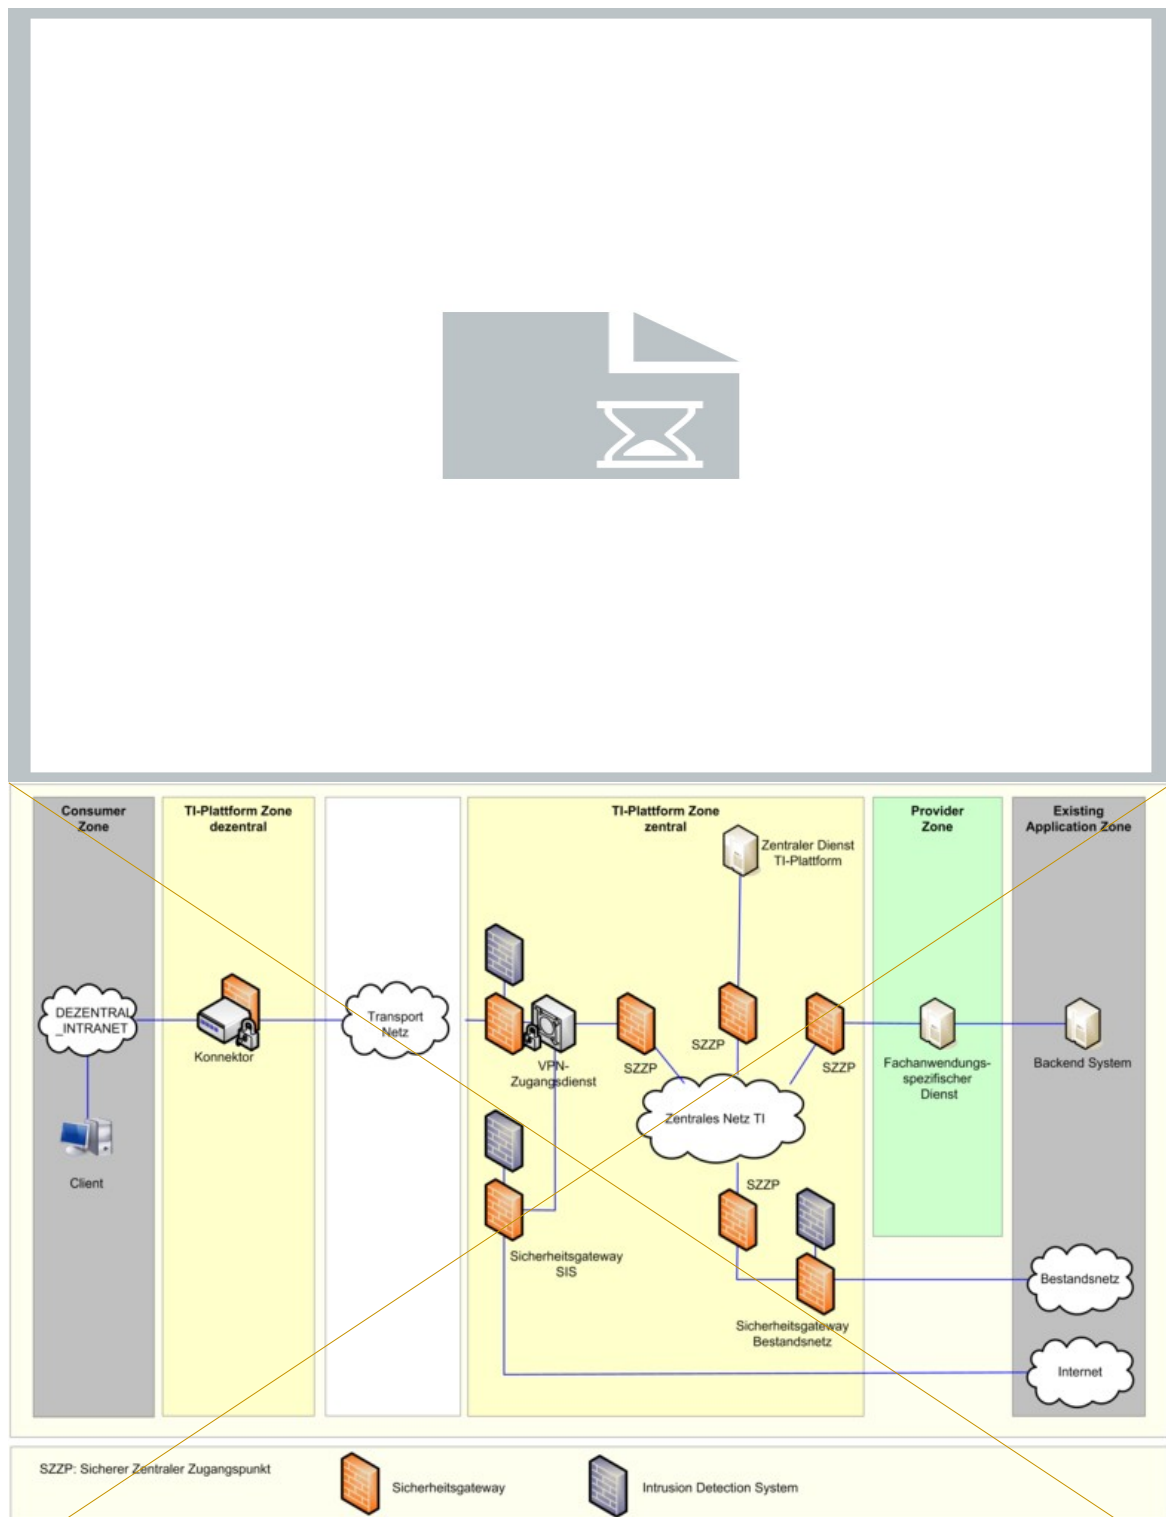 Consumer
Zone
TI-Plattform Zone
dezentral
TI-Plattform Zone
zentral
Provider
Zone
Existing
Application Zone
Zentraler Dienst
TI-Plattform
DEZENTRAL
_INTRANET
Konnektor
Transport
Netz
VPN-
Zugangsdienst
SZZP
SZZP
SZZP
Fachanwendungs-
spezifischer
Dienst
Backend System
Zentrales Netz TI
Client
SZZP
Sicherheitsgateway
SIS
Sicherheitsgateway
Bestandsnetz
Bestandsnetz
Internet
SZZP: Sicherer Zentraler Zugangspunkt
Sicherheitsgateway
Intrusion Detection System